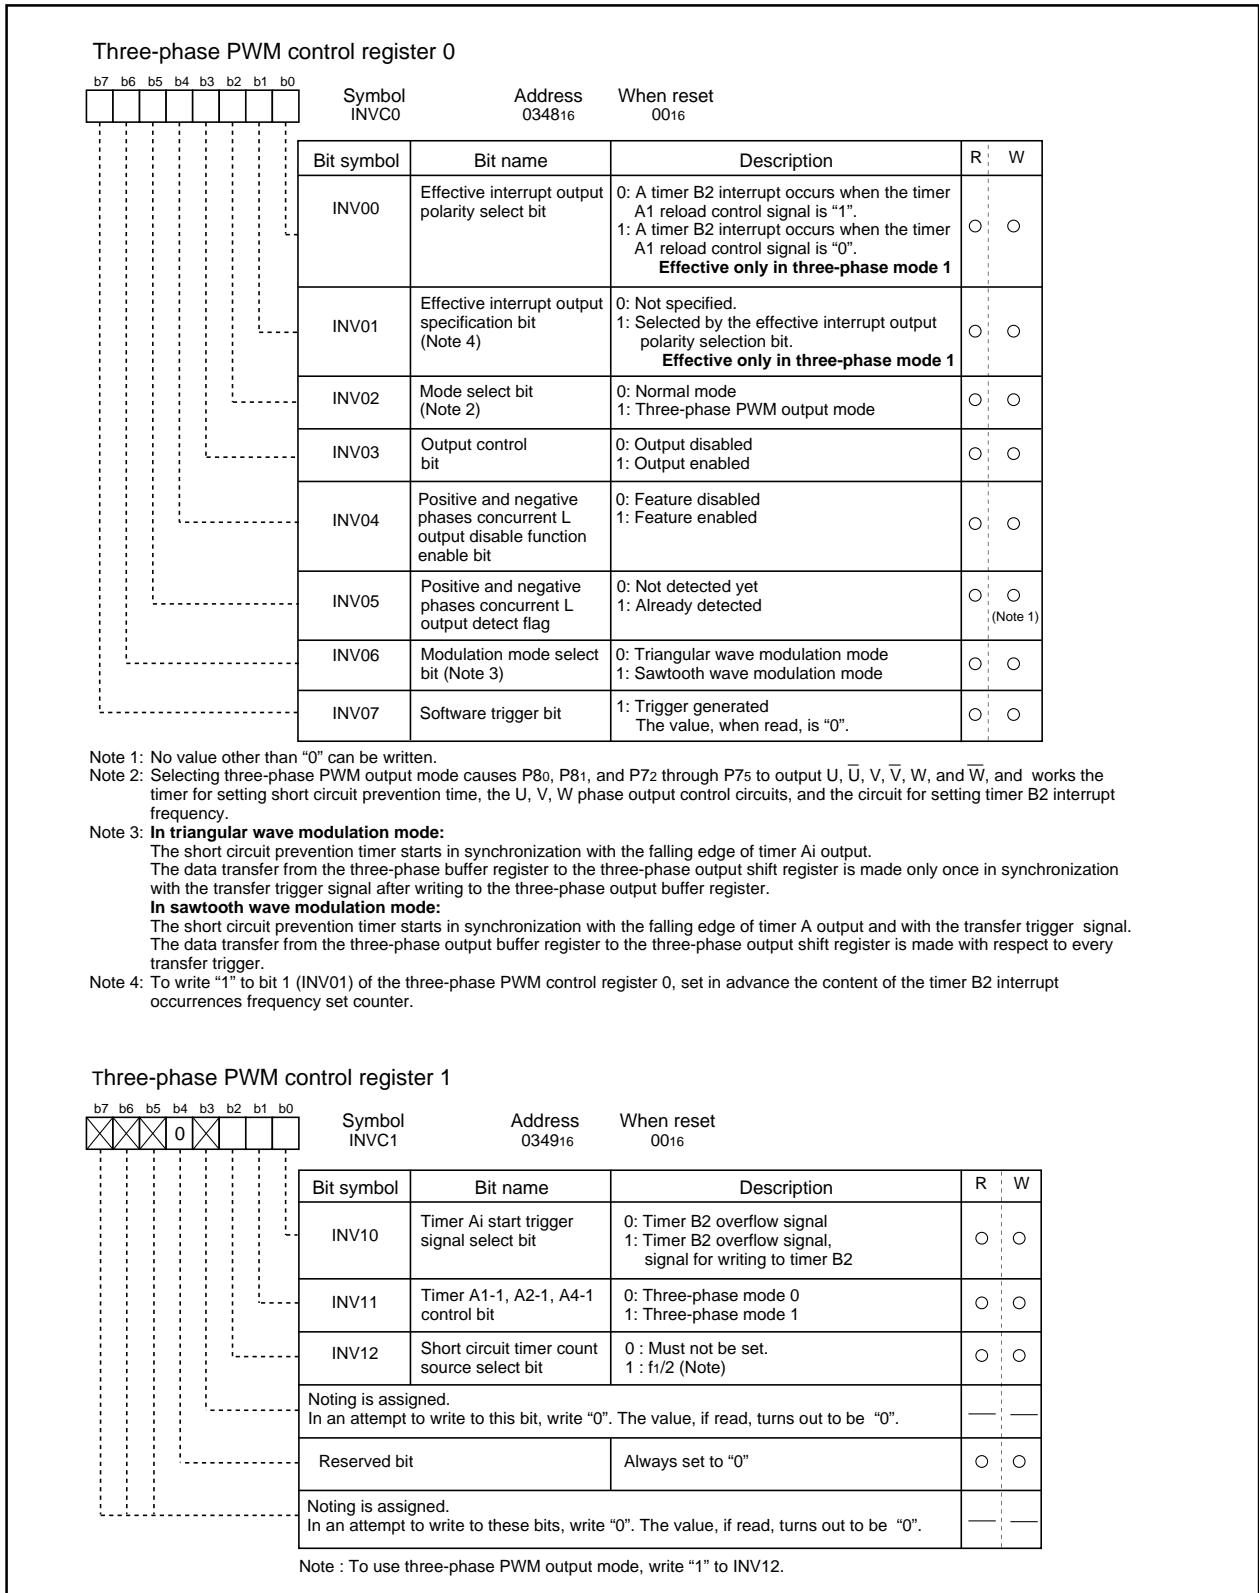 Three-phase PWM control register 0
b7 b6 b5 b4 b3 b2 b1 b0
Symbol Address When reset
INVC0 034816 0016
Bit symbol Bit name Description R W
INV00 Effective interrupt output 0: A timer B2 interrupt occurs when the timer
polarity select bit A1 reload control signal is “1”.
1: A timer B2 interrupt occurs when the timer
A1 reload control signal is “0”.
Effective only in three-phase mode 1
INV01 Effective interrupt output 0: Not specified.
specification bit 1: Selected by the effective interrupt output
(Note 4) polarity selection bit.
Effective only in three-phase mode 1
INV02 Mode select bit 0: Normal mode
(Note 2) 1: Three-phase PWM output mode
INV03 Output control 0: Output disabled
bit 1: Output enabled
INV04 Positive and negative 0: Feature disabled
phases concurrent L 1: Feature enabled
output disable function
enable bit
INV05 Positive and negative 0: Not detected yet
phases concurrent L 1: Already detected
output detect flag (Note 1)
INV06 Modulation mode select 0: Triangular wave modulation mode
bit (Note 3) 1: Sawtooth wave modulation mode
INV07 Software trigger bit 1: Trigger generated
The value, when read, is “0”.
Note 1: No value other than “0” can be written.
Note 2: Selecting three-phase PWM output mode causes P80, P81, and P72 through P75 to output U, U̅, V, V̅, W, and W̅, and works the
timer for setting short circuit prevention time, the U, V, W phase output control circuits, and the circuit for setting timer B2 interrupt
frequency.
Note 3: In triangular wave modulation mode:
The short circuit prevention timer starts in synchronization with the falling edge of timer Ai output.
The data transfer from the three-phase buffer register to the three-phase output shift register is made only once in synchronization
with the transfer trigger signal after writing to the three-phase output buffer register.
In sawtooth wave modulation mode:
The short circuit prevention timer starts in synchronization with the falling edge of timer A output and with the transfer trigger signal.
The data transfer from the three-phase output buffer register to the three-phase output shift register is made with respect to every
transfer trigger.
Note 4: To write “1” to bit 1 (INV01) of the three-phase PWM control register 0, set in advance the content of the timer B2 interrupt
occurrences frequency set counter.
Three-phase PWM control register 1
b7 b6 b5 b4 b3 b2 b1 b0
0
Symbol Address When reset
INVC1 034916 0016
Bit symbol Bit name Description R W
INV10 Timer Ai start trigger 0: Timer B2 overflow signal
signal select bit 1: Timer B2 overflow signal,
signal for writing to timer B2
INV11 Timer A1-1, A2-1, A4-1 0: Three-phase mode 0
control bit 1: Three-phase mode 1
INV12 Short circuit timer count 0 : Must not be set.
source select bit 1 : f1/2 (Note)
Noting is assigned.
In an attempt to write to this bit, write “0”. The value, if read, turns out to be “0”.
Reserved bit Always set to “0”
Noting is assigned.
In an attempt to write to these bits, write “0”. The value, if read, turns out to be “0”.
Note : To use three-phase PWM output mode, write “1” to INV12.